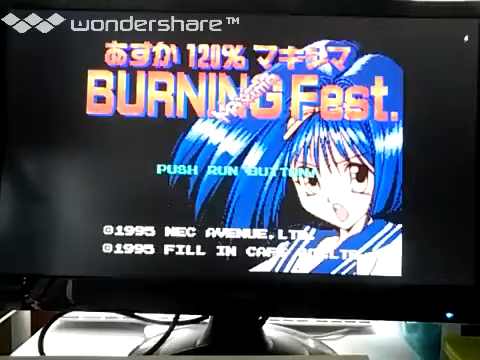 wondershare™
あすか 120% マキシマ
BURNING Fest.
Maxima
PUSH RUN BUTTON
©1995 NEC AVENUE,LTD.
©1995 FILL IN CAFE